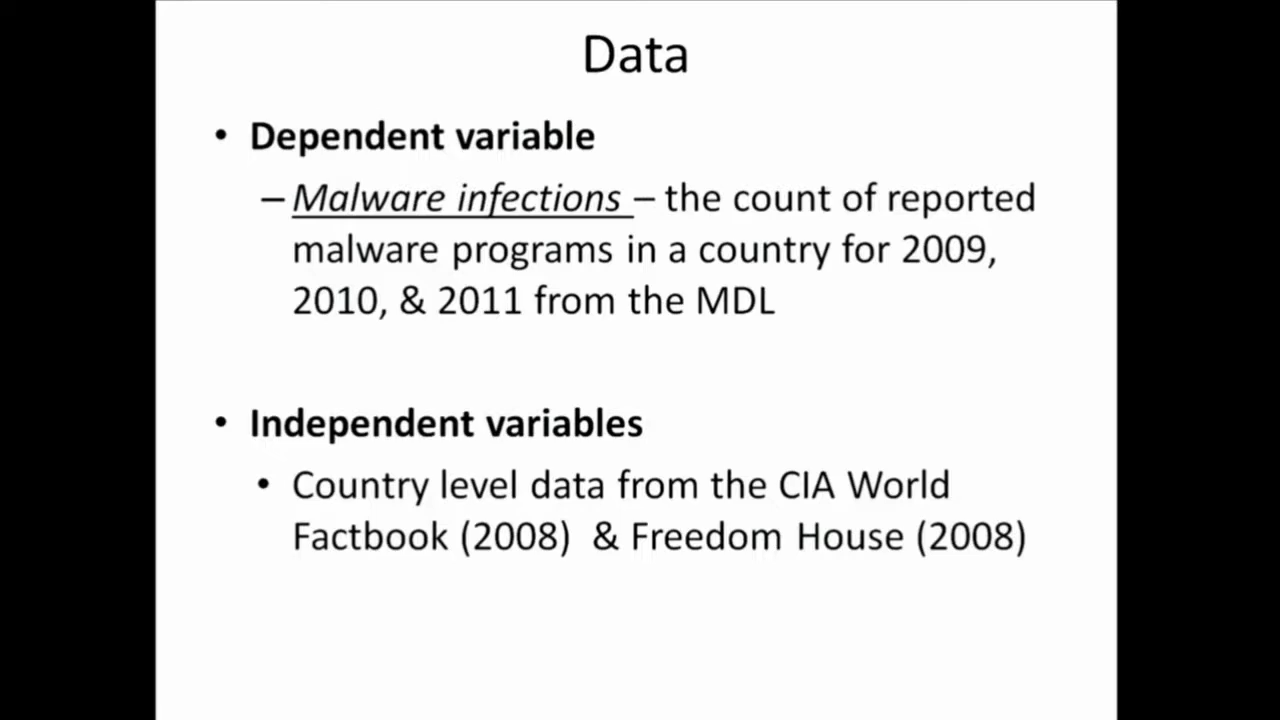 Data
• Dependent variable
– Malware infections – the count of reported
malware programs in a country for 2009,
2010, & 2011 from the MDL
• Independent variables
• Country level data from the CIA World
Factbook (2008) & Freedom House (2008)